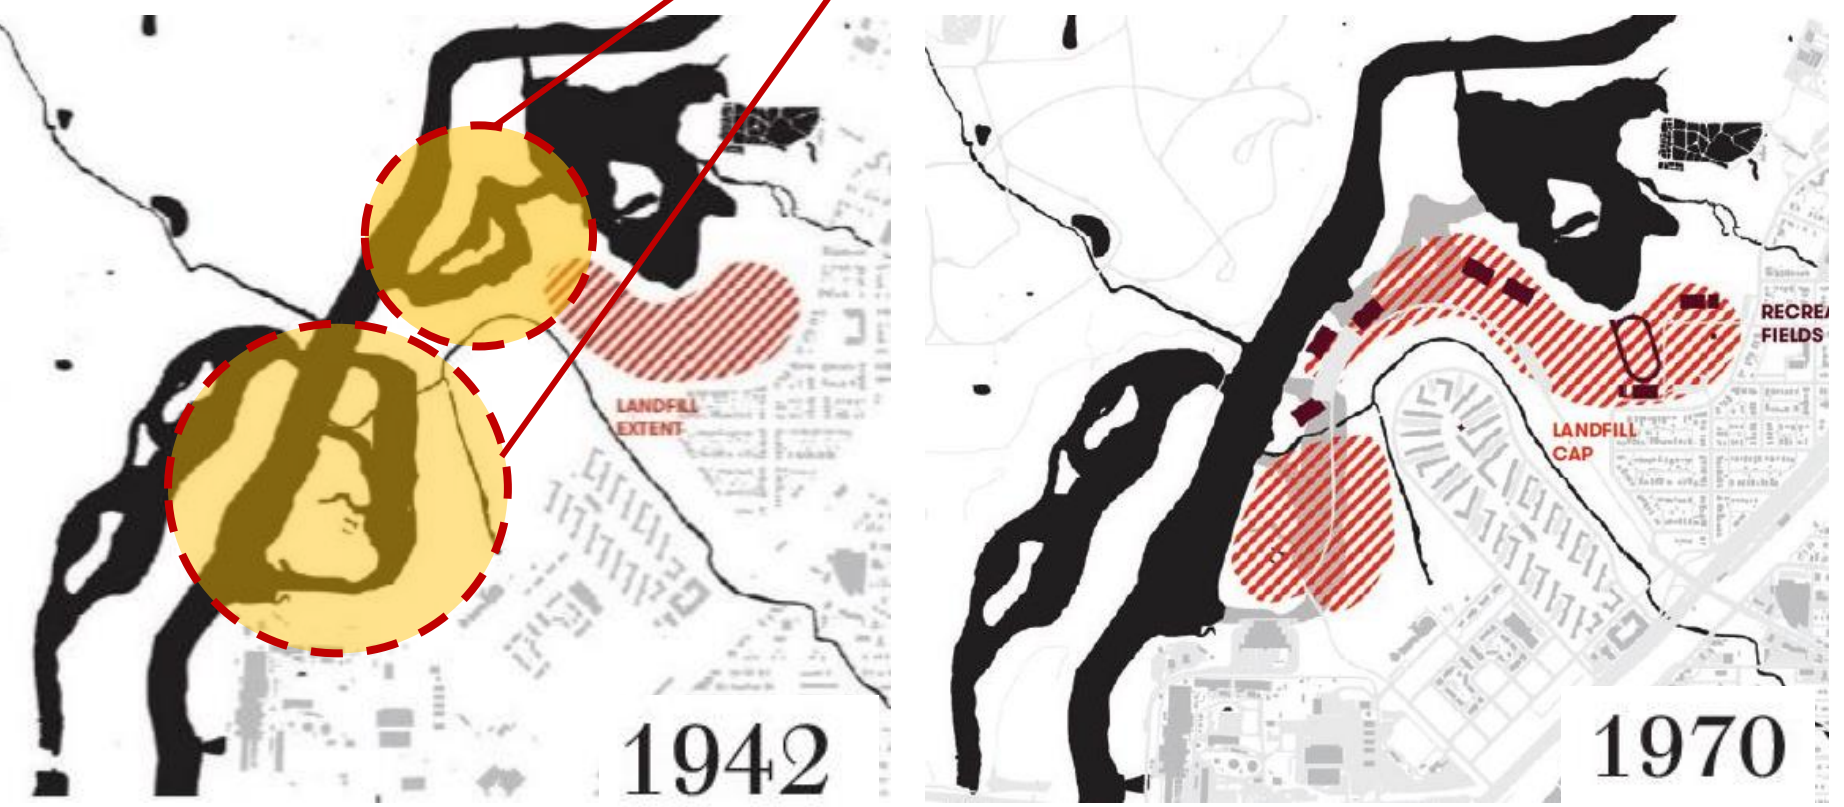 LANDFILL
EXTENT
1942
RECREA
FIELDS
LANDFILL
CAP
1970